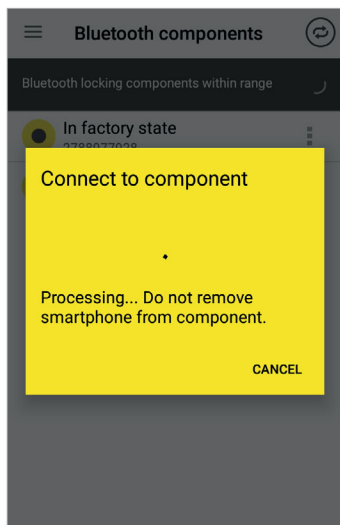 Bluetooth components
Bluetooth locking components within range
In factory state
2788977028
Connect to component
Processing... Do not remove
smartphone from component.
CANCEL